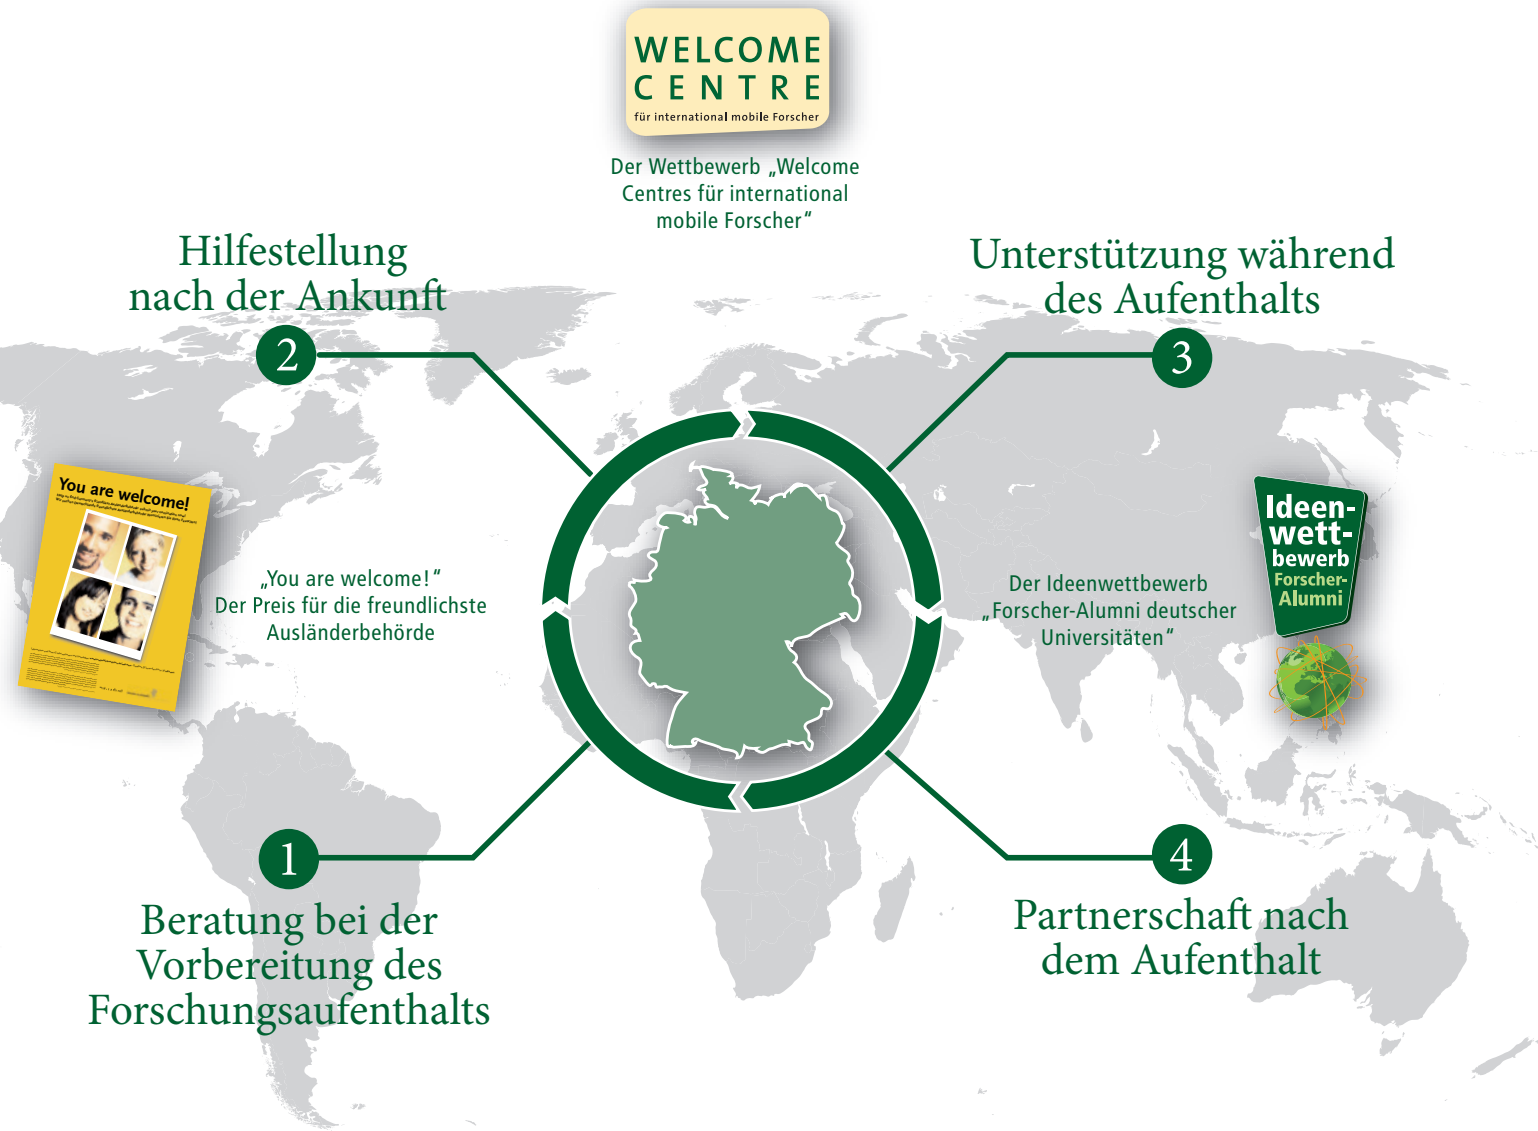 WELCOME
CENTRE
für international mobile Forscher
Der Wettbewerb „Welcome
Centres für international
mobile Forscher“
Hilfestellung
nach der Ankunft
2
Unterstützung während
des Aufenthalts
3
You are welcome!
„You are welcome!“
Der Preis für die freundlichste
Ausländerbehörde
Der Ideenwettbewerb
„Forscher-Alumni deutscher
Universitäten“
Ideen-
wett-
bewerb
Forscher-
Alumni
1
Beratung bei der
Vorbereitung des
Forschungsaufenthalts
4
Partnerschaft nach
dem Aufenthalt